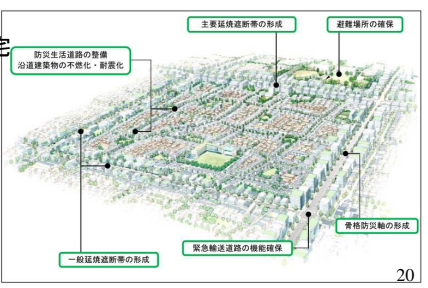 宅
主要延焼遮断帯の形成
避難場所の確保
防災生活道路の整備
沿道建築物の不燃化・耐震化
骨格防災軸の形成
緊急輸送道路の機能確保
一般延焼遮断帯の形成
20